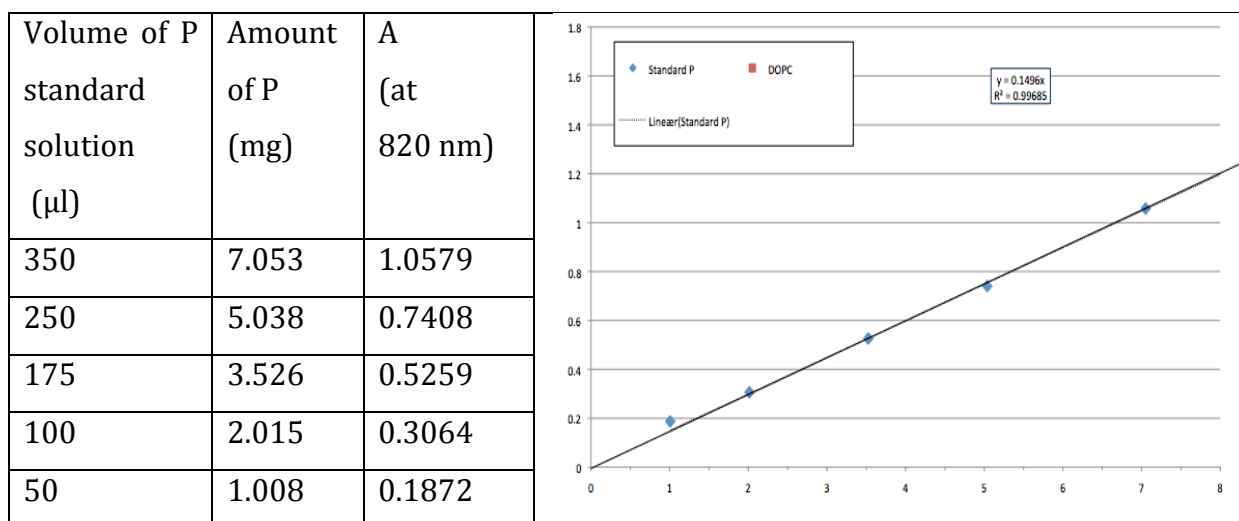 Volume of P
standard
solution
(μl)
Amount
of P
(mg)
A
(at
820 nm)
350 7.053 1.0579
250 5.038 0.7408
175 3.526 0.5259
100 2.015 0.3064
50 1.008 0.1872
1.8
1.6
1.4
1.2
1
0.8
0.6
0.4
0.2
0
Standard P DOPC
Lineær(Standard P)
y = 0.1496x
R² = 0.99685
0 1 2 3 4 5 6 7 8